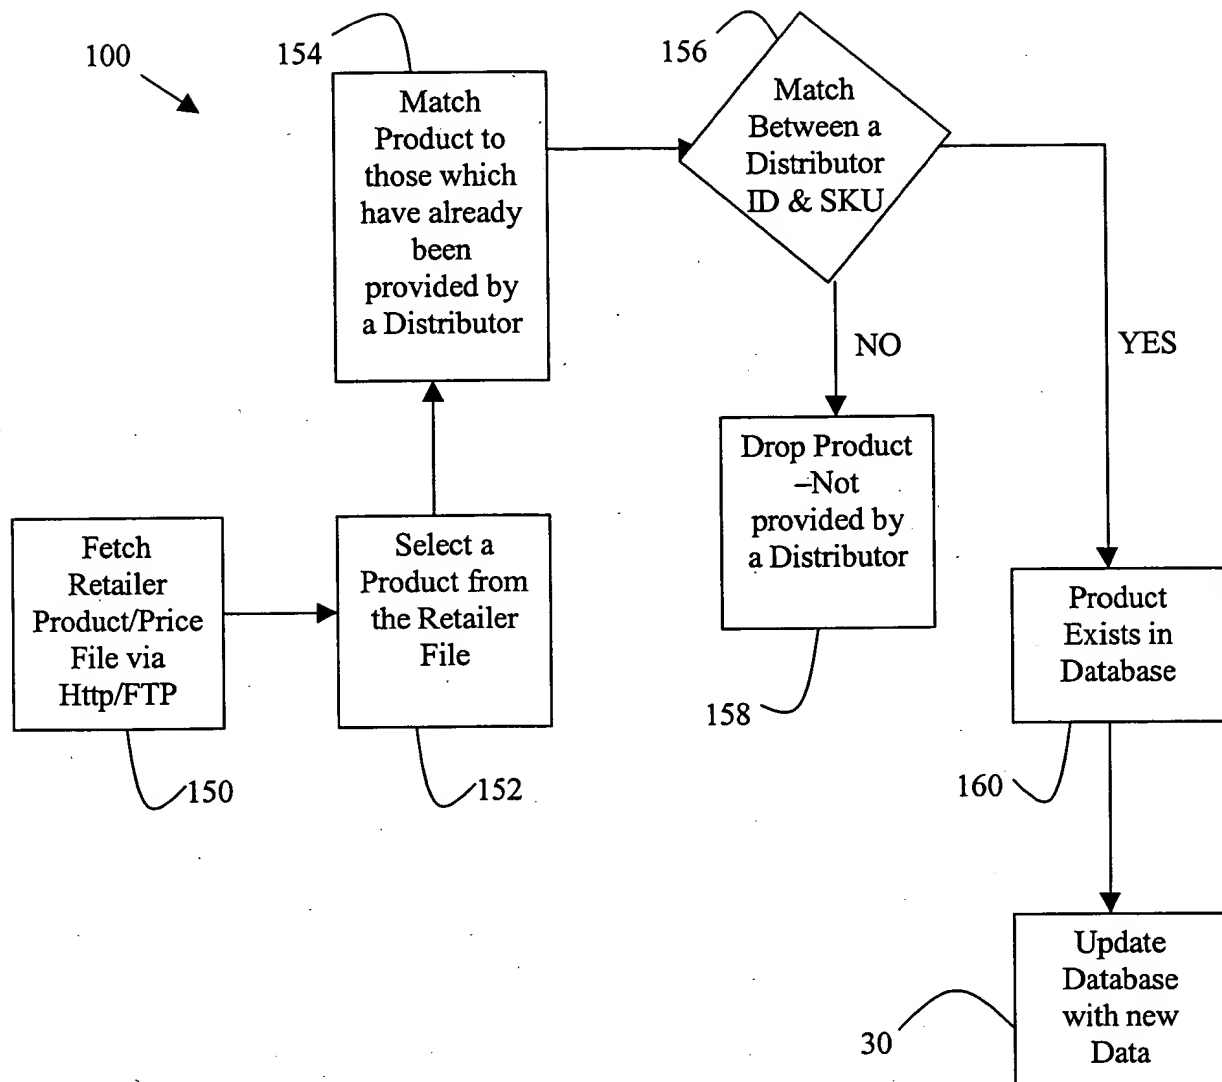 100
154
Match
Product to
those which
have already
been
provided by
a Distributor
156
Match
Between a
Distributor
ID & SKU
NO
YES
Drop Product
–Not
provided by
a Distributor
158
Fetch
Retailer
Product/Price
File via
Http/FTP
150
Select a
Product from
the Retailer
File
152
Product
Exists in
Database
160
Update
Database
with new
Data
30